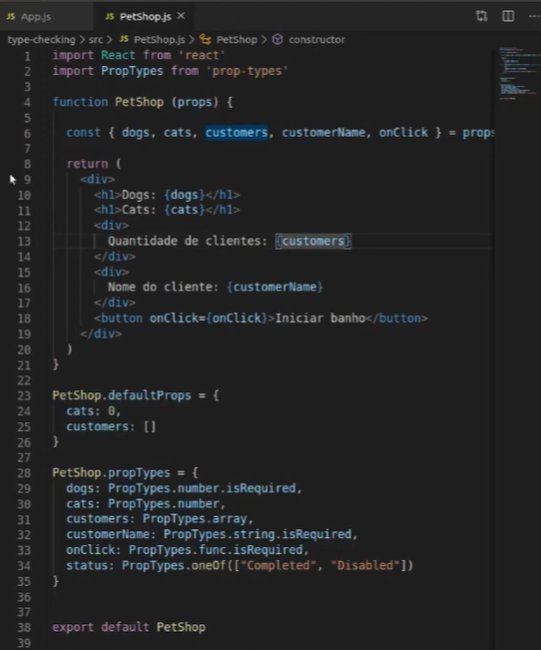 JS App.js
JS PetShop.js ×
type-checking > src > JS PetShop.js > PetShop > constructor
1 import React from 'react'
2 import PropTypes from 'prop-types'
3
4 function PetShop (props) {
5
6 const { dogs, cats, customers, customerName, onClick } = props
7
8 return (
9 <div>
10 <h1>Dogs: {dogs}</h1>
11 <h1>Cats: {cats}</h1>
12 <div>
13 Quantidade de clientes: {customers}
14 </div>
15 <div>
16 Nome do cliente: {customerName}
17 </div>
18 <button onClick={onClick}>Iniciar banho</button>
19 </div>
20 )
21 }
22
23 PetShop.defaultProps = {
24 cats: 0,
25 customers: []
26 }
27
28 PetShop.propTypes = {
29 dogs: PropTypes.number.isRequired,
30 cats: PropTypes.number,
31 customers: PropTypes.array,
32 customerName: PropTypes.string.isRequired,
33 onClick: PropTypes.func.isRequired,
34 status: PropTypes.oneOf(["Completed", "Disabled"])
35 }
36
37
38 export default PetShop
39